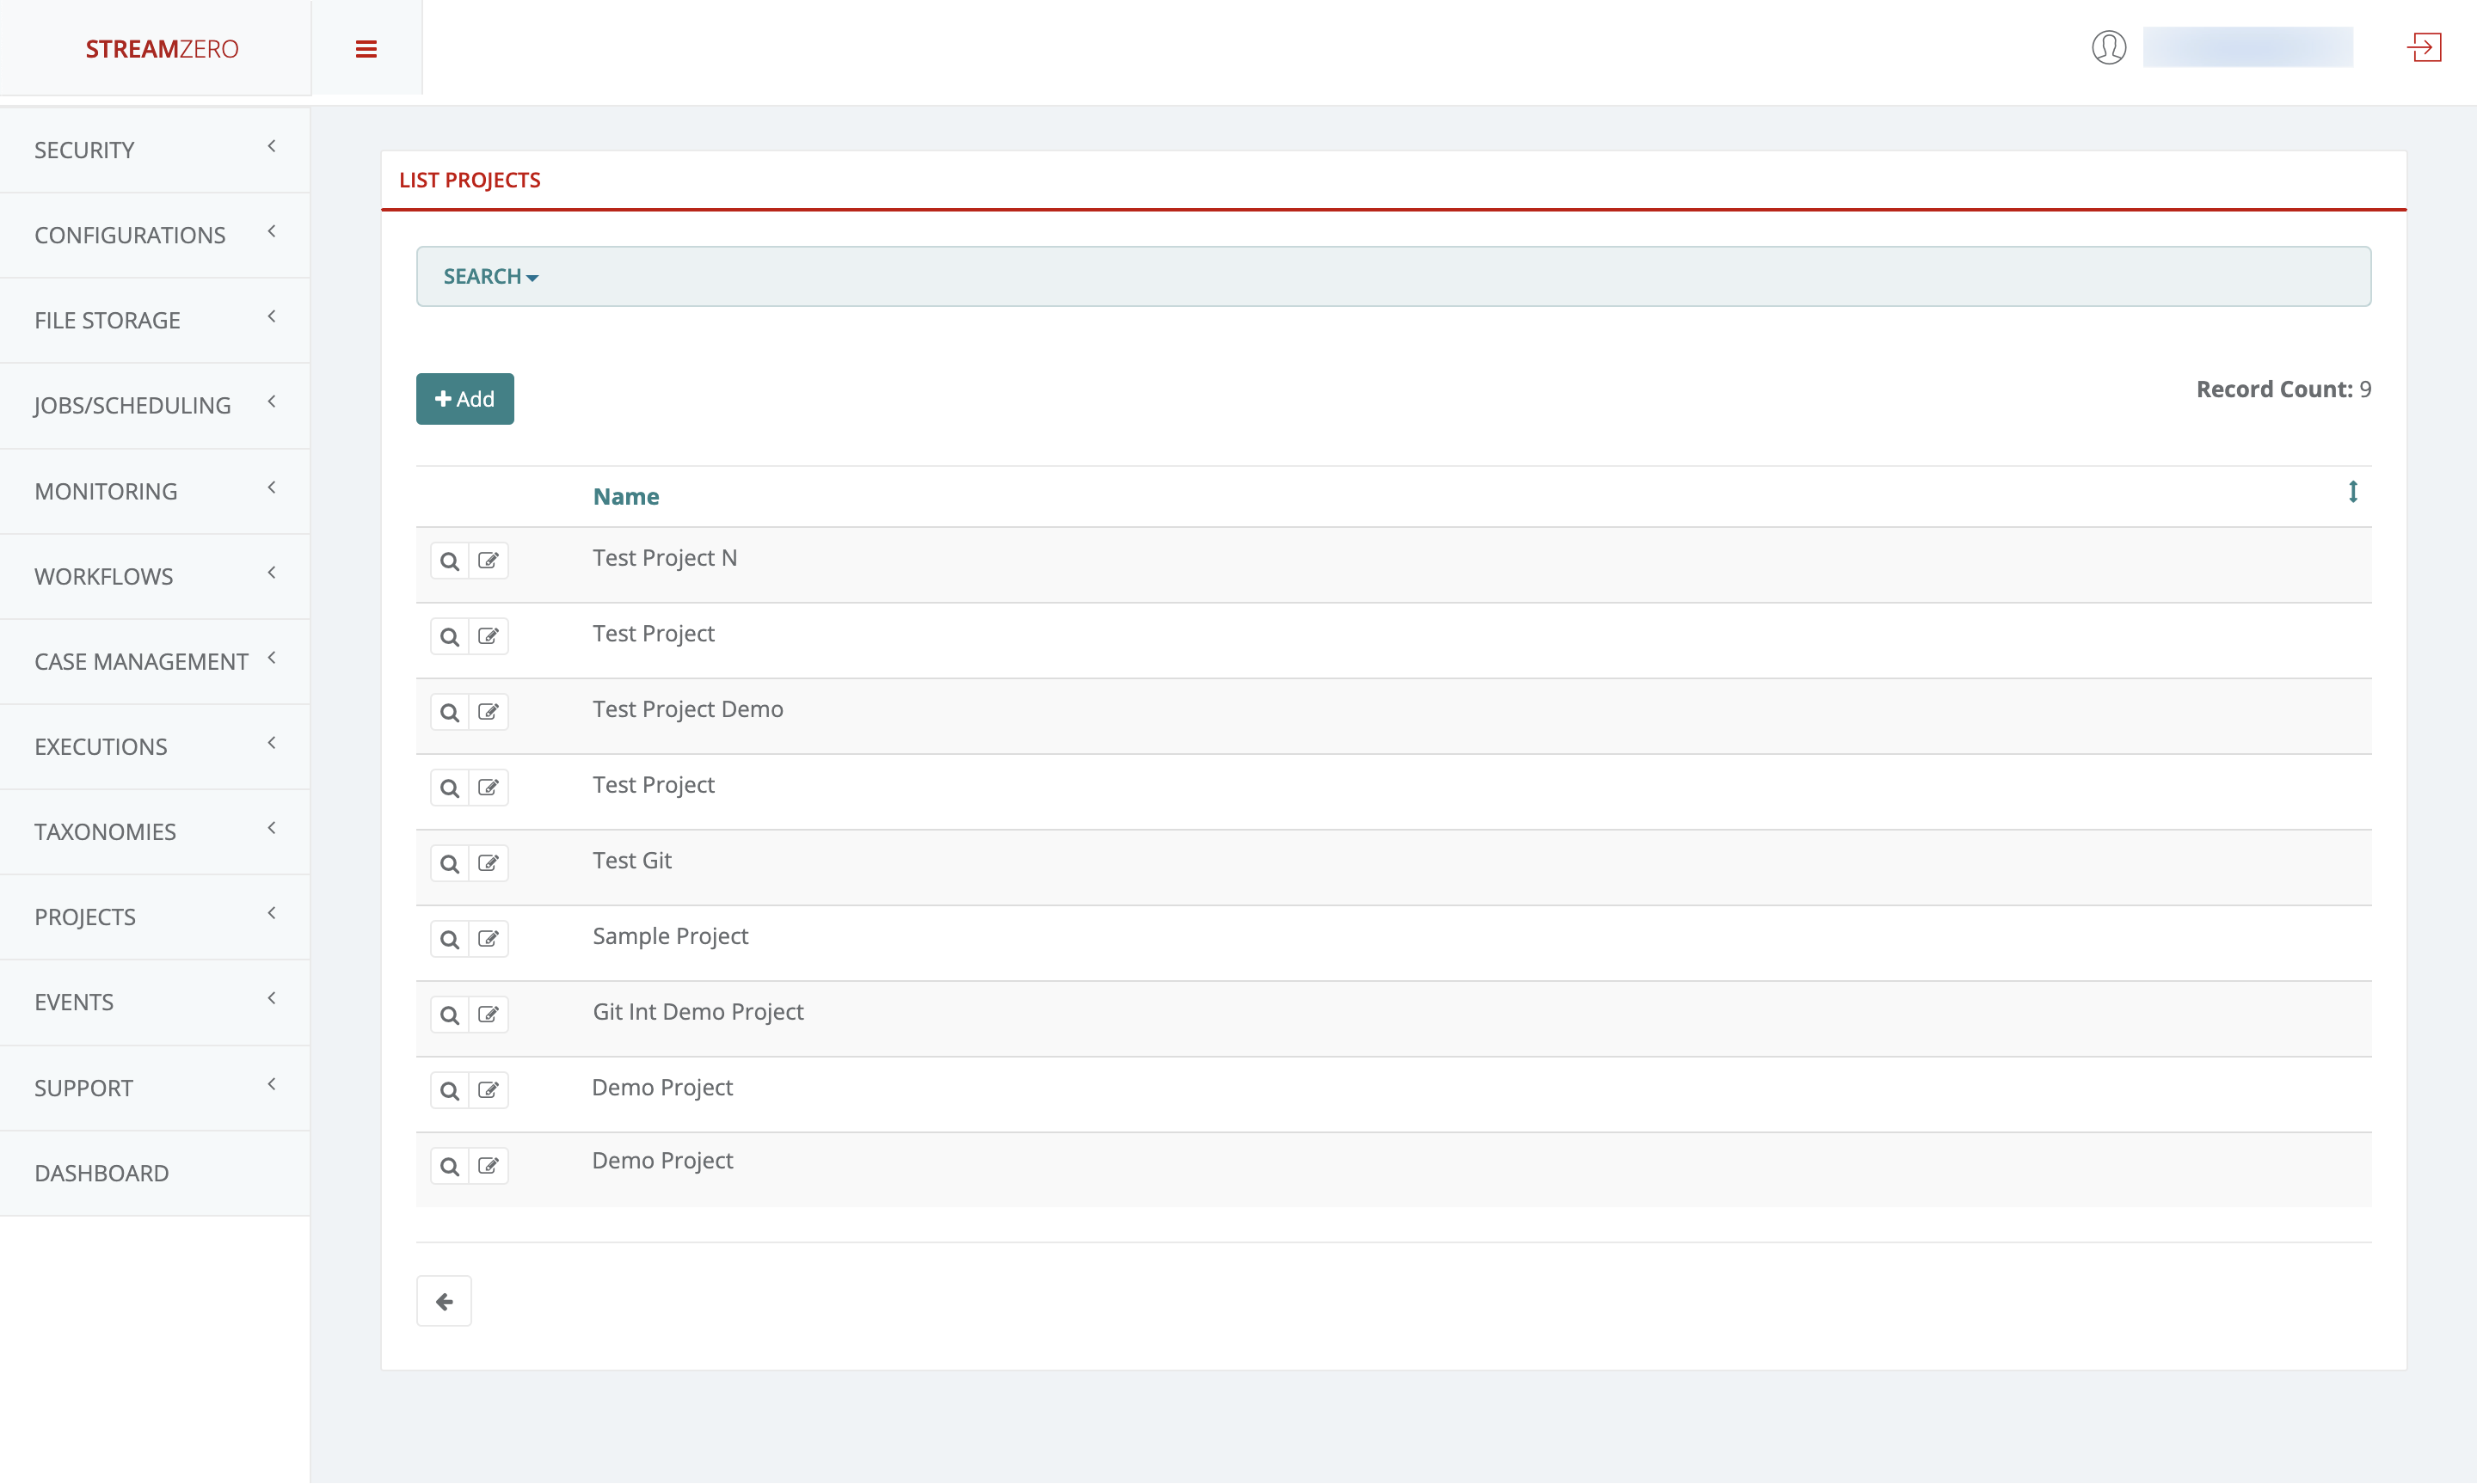 STREAMZERO
SECURITY
CONFIGURATIONS
FILE STORAGE
JOBS/SCHEDULING
MONITORING
WORKFLOWS
CASE MANAGEMENT
EXECUTIONS
TAXONOMIES
PROJECTS
EVENTS
SUPPORT
DASHBOARD
LIST PROJECTS
SEARCH
Add
Record Count: 9
Name
Test Project N
Test Project
Test Project Demo
Test Project
Test Git
Sample Project
Git Int Demo Project
Demo Project
Demo Project